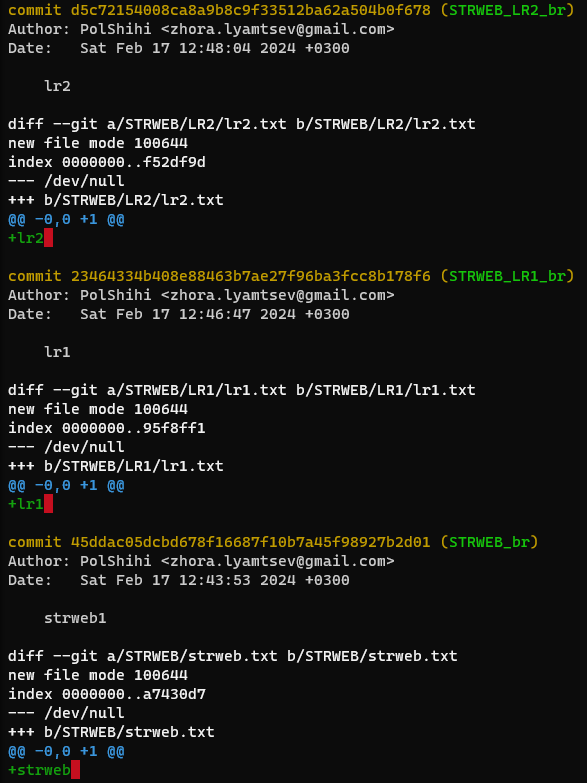 commit d5c72154008ca8a9b8c9f33512ba62a504b0f678 (STRWEB_LR2_br)
Author: PolShihi <zhora.lyamtsev@gmail.com>
Date:   Sat Feb 17 12:48:04 2024 +0300
lr2
diff --git a/STRWEB/LR2/lr2.txt b/STRWEB/LR2/lr2.txt
new file mode 100644
index 0000000..f52df9d
--- /dev/null
+++ b/STRWEB/LR2/lr2.txt
@@ -0,0 +1 @@
+lr2
commit 23464334b408e88463b7ae27f96ba3fcc8b178f6 (STRWEB_LR1_br)
Author: PolShihi <zhora.lyamtsev@gmail.com>
Date:   Sat Feb 17 12:46:47 2024 +0300
lr1
diff --git a/STRWEB/LR1/lr1.txt b/STRWEB/LR1/lr1.txt
new file mode 100644
index 0000000..95f8ff1
--- /dev/null
+++ b/STRWEB/LR1/lr1.txt
@@ -0,0 +1 @@
+lr1
commit 45ddac05dcbd678f16687f10b7a45f98927b2d01 (STRWEB_br)
Author: PolShihi <zhora.lyamtsev@gmail.com>
Date:   Sat Feb 17 12:43:53 2024 +0300
strweb1
diff --git a/STRWEB/strweb.txt b/STRWEB/strweb.txt
new file mode 100644
index 0000000..a7430d7
--- /dev/null
+++ b/STRWEB/strweb.txt
@@ -0,0 +1 @@
+strweb